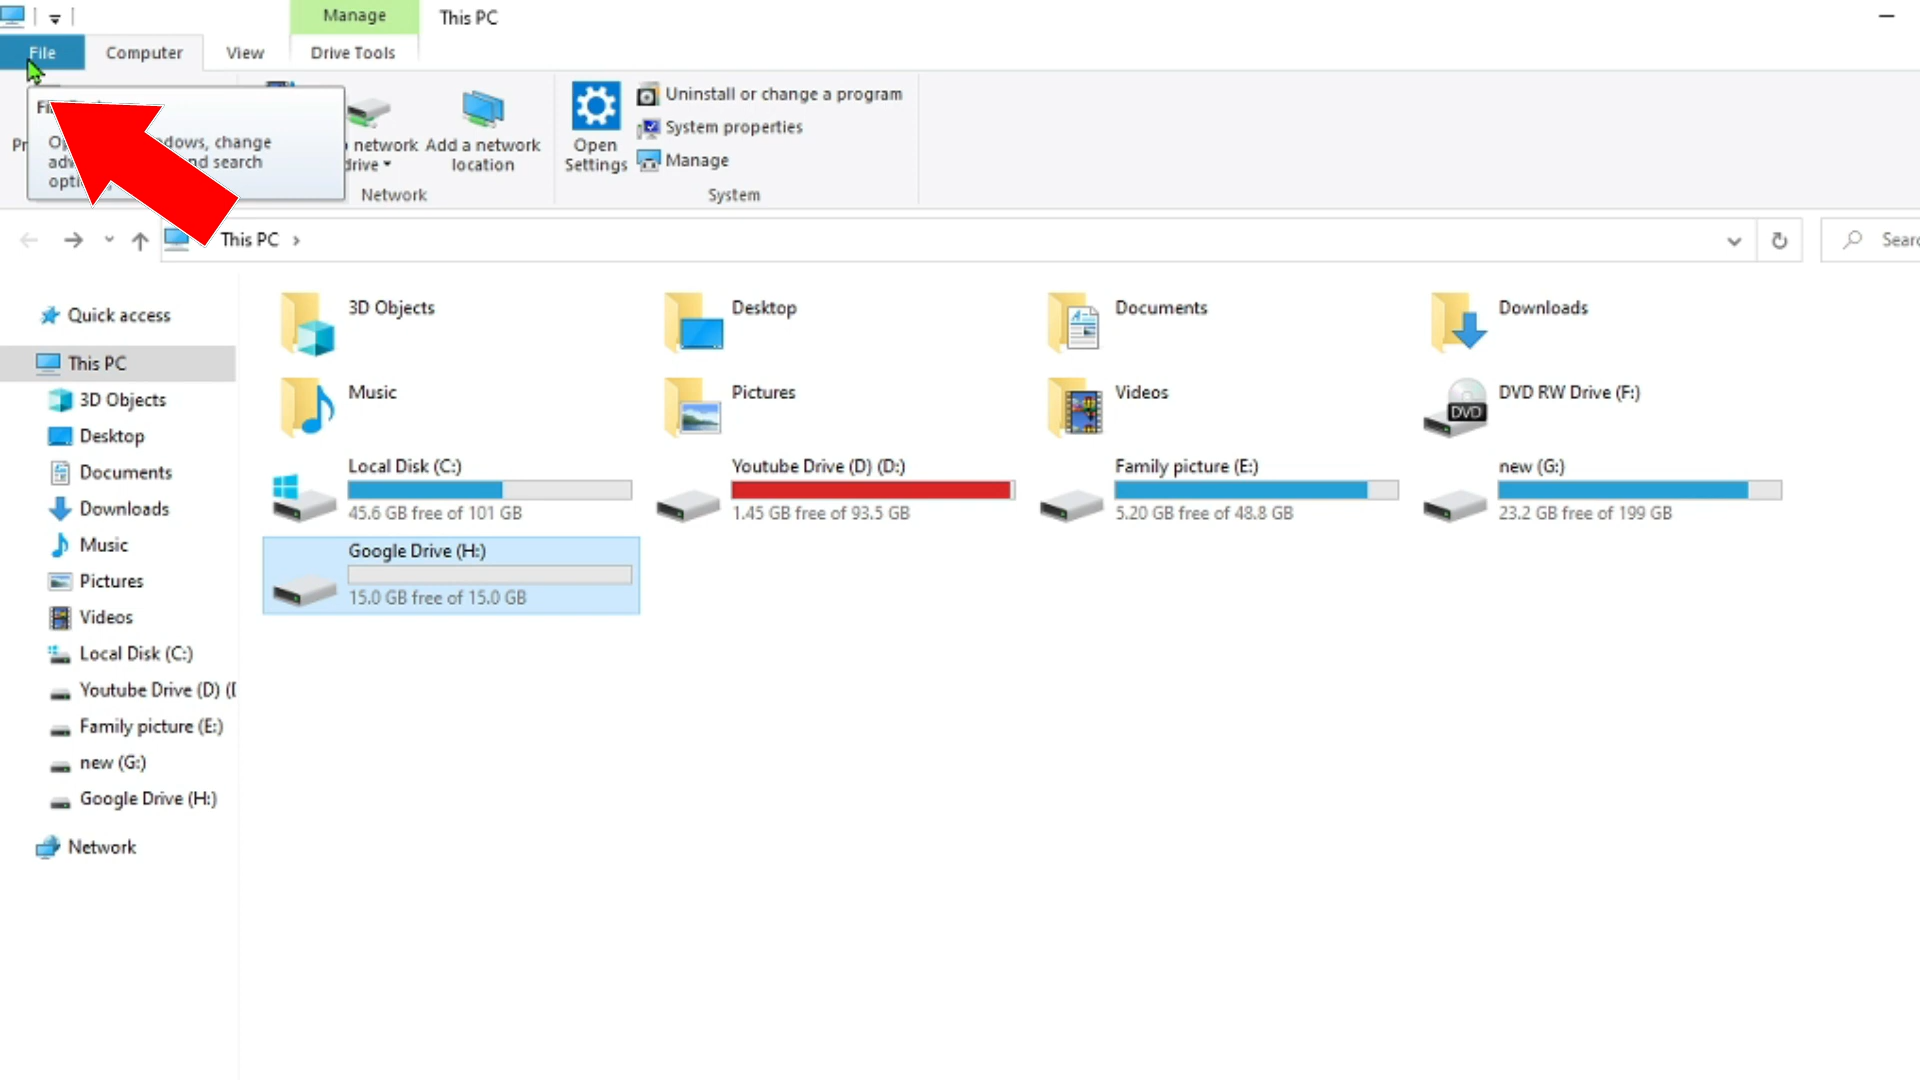 Manage
This PC
File
Computer
View
Drive Tools
dows, change
nd search
network
drive
Add a network
location
Network
Open
Settings
Uninstall or change a program
System properties
Manage
System
This PC
Sear
Quick access
This PC
3D Objects
Desktop
Documents
Downloads
Music
Pictures
Videos
Local Disk (C:)
Youtube Drive (D) (
Family picture (E:)
new (G:)
Google Drive (H:)
Network
3D Objects
Desktop
Documents
Downloads
Music
Pictures
Videos
DVD
DVD RW Drive (F:)
Local Disk (C:)
45.6 GB free of 101 GB
Youtube Drive (D) (D:)
1.45 GB free of 93.5 GB
Family picture (E:)
5.20 GB free of 48.8 GB
new (G:)
23.2 GB free of 199 GB
Google Drive (H:)
15.0 GB free of 15.0 GB